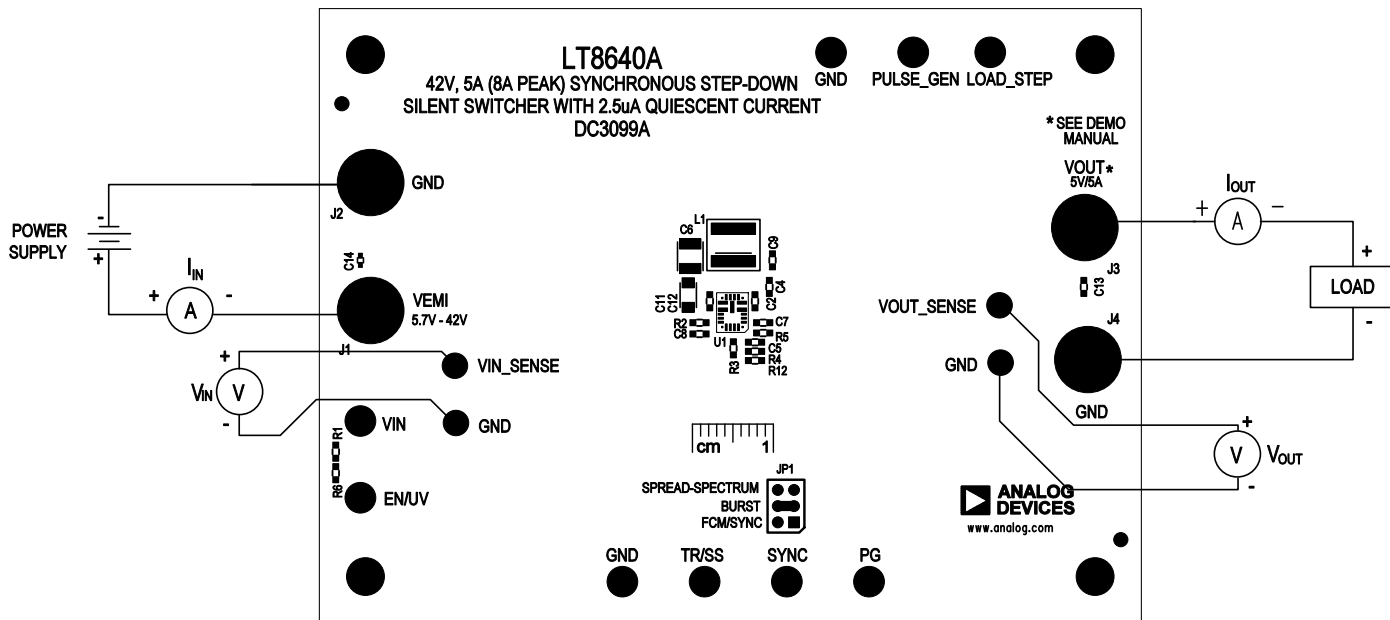 LT8640A
42V, 5A (8A PEAK) SYNCHRONOUS STEP-DOWN
SILENT SWITCHER WITH 2.5uA QUIESCENT CURRENT
DC3099A
GND
PULSE_GEN
LOAD_STEP
* SEE DEMO
MANUAL
VOUT *
5V/5A
J3
GND
J2
POWER
SUPPLY
-
+
IIN
+
-
A
C14
VEMI
5.7V - 42V
J1
VIN_SENSE
+
VIN
V
-
GND
VIN
R1
R6
EN/UV
L1
C6
C9
C4
C11
C12
C2
R2
C8
U1
C7
R5
C5
R4
R12
R3
cm 1
JP1
SPREAD-SPECTRUM
BURST
FCM/SYNC
GND
TR/SS
SYNC
PG
IOUT
+
-
A
+
LOAD
-
C13
J4
GND
VOUT_SENSE
GND
+
V
VOUT
-
ANALOG
DEVICES
www.analog.com